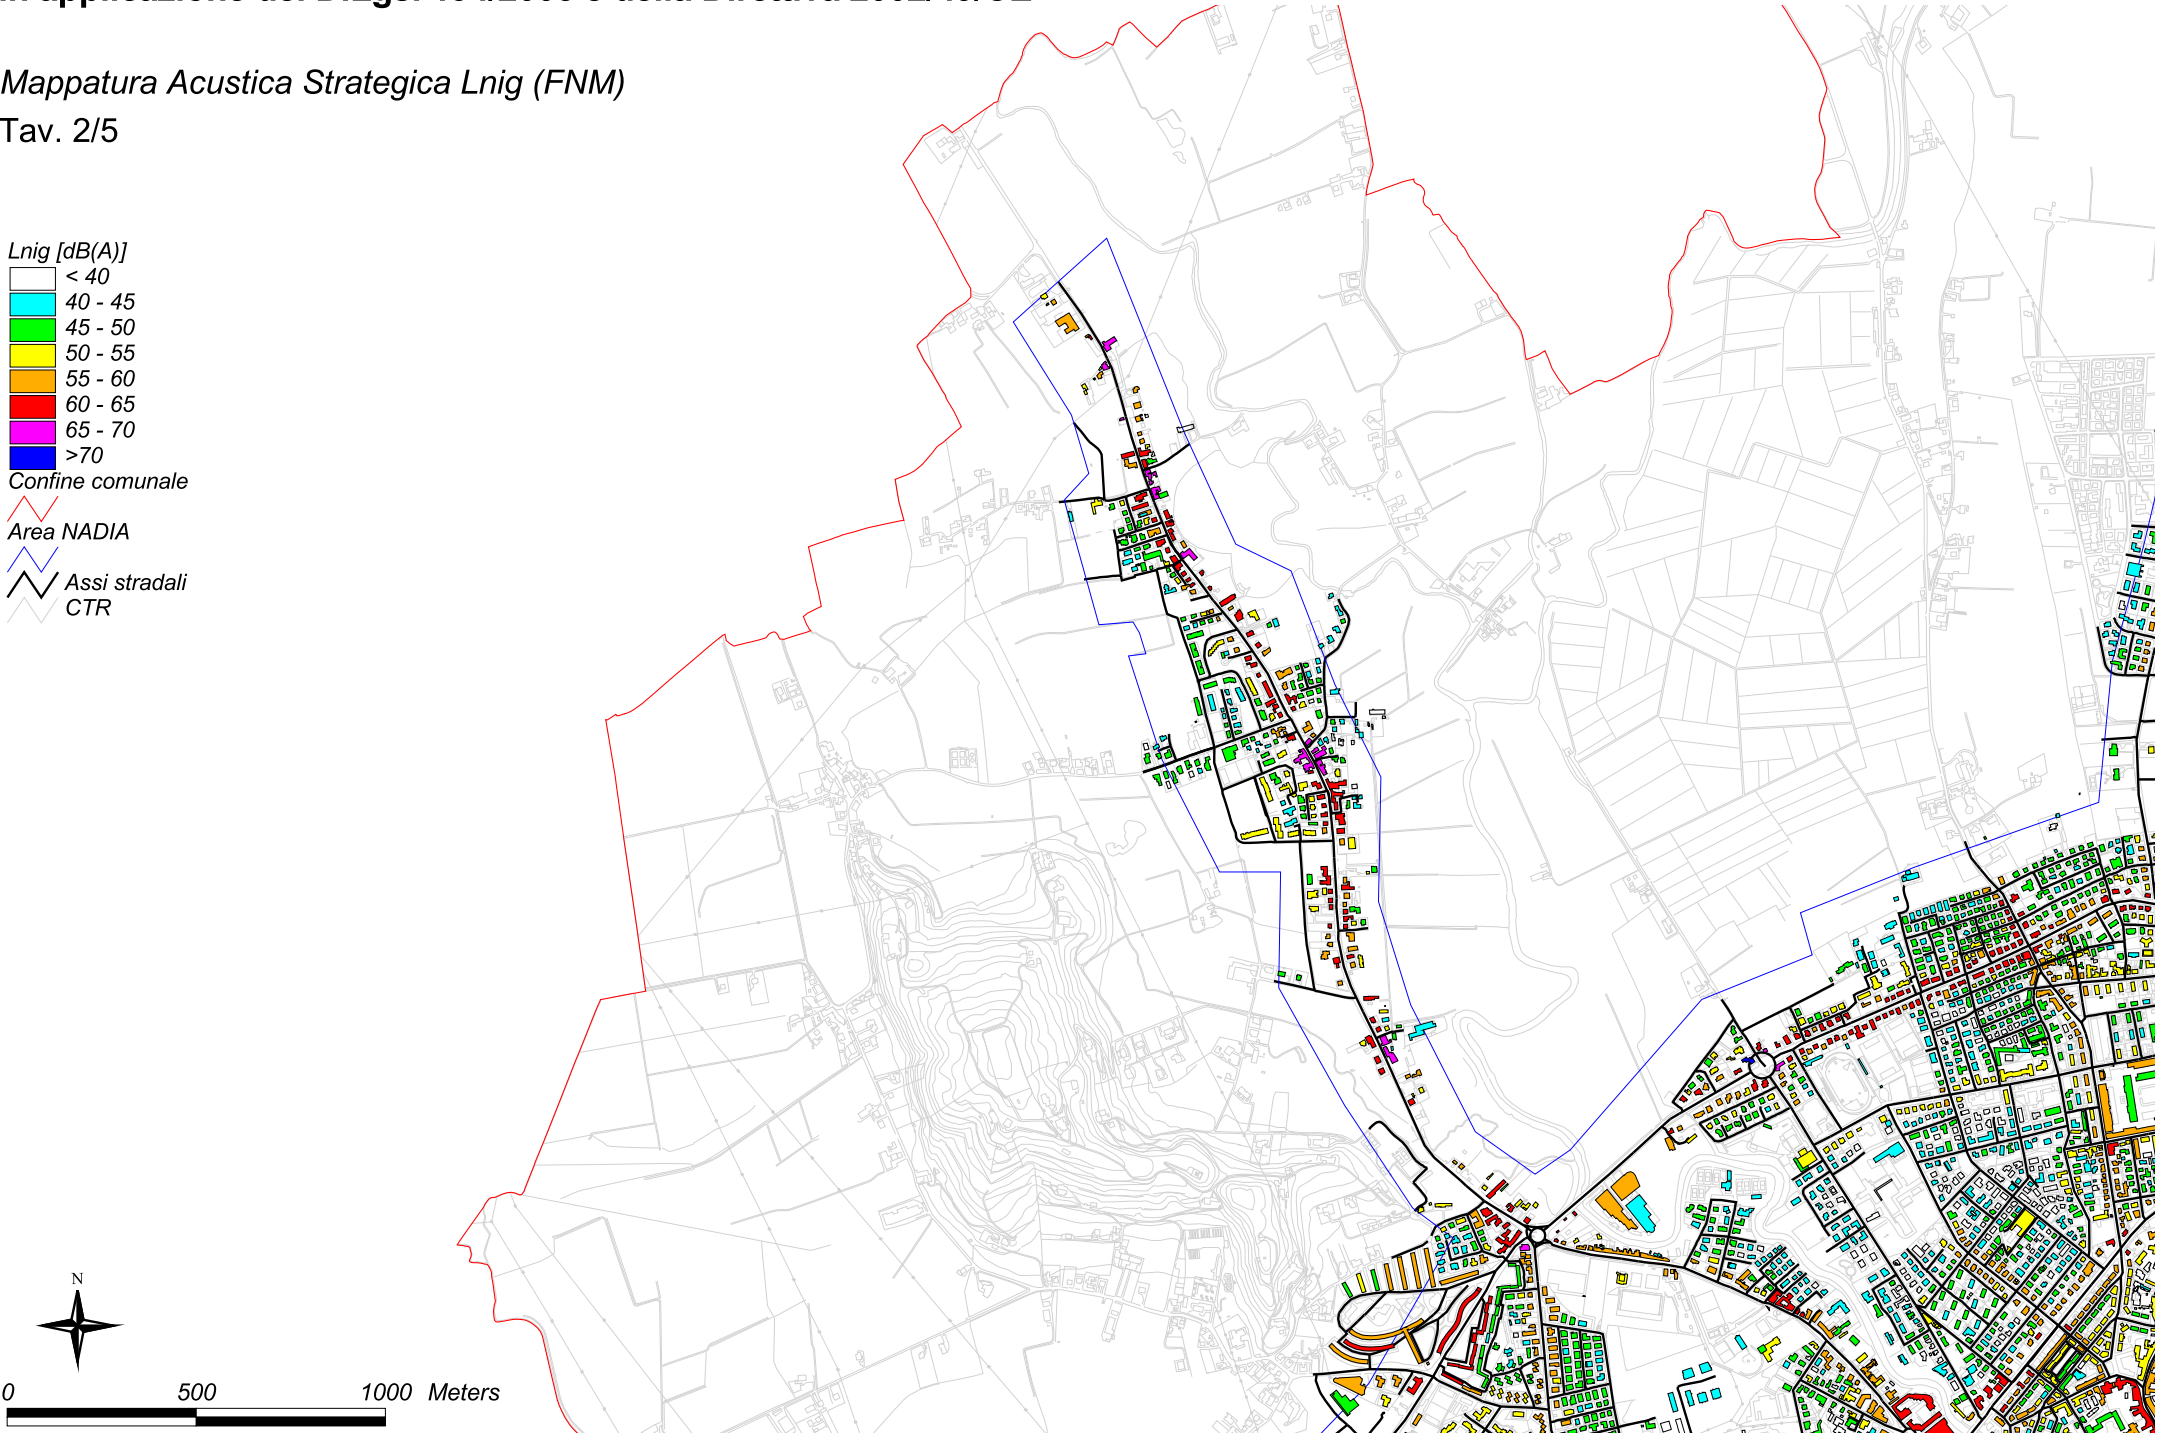 Mappatura Acustica Strategica Lnig (FNM)
Tav. 2/5
Lnig [dB(A)]
< 40
40 - 45
45 - 50
50 - 55
55 - 60
60 - 65
65 - 70
>70
Confine comunale
Area NADIA
Assi stradali
CTR
N
0 500 1000 Meters